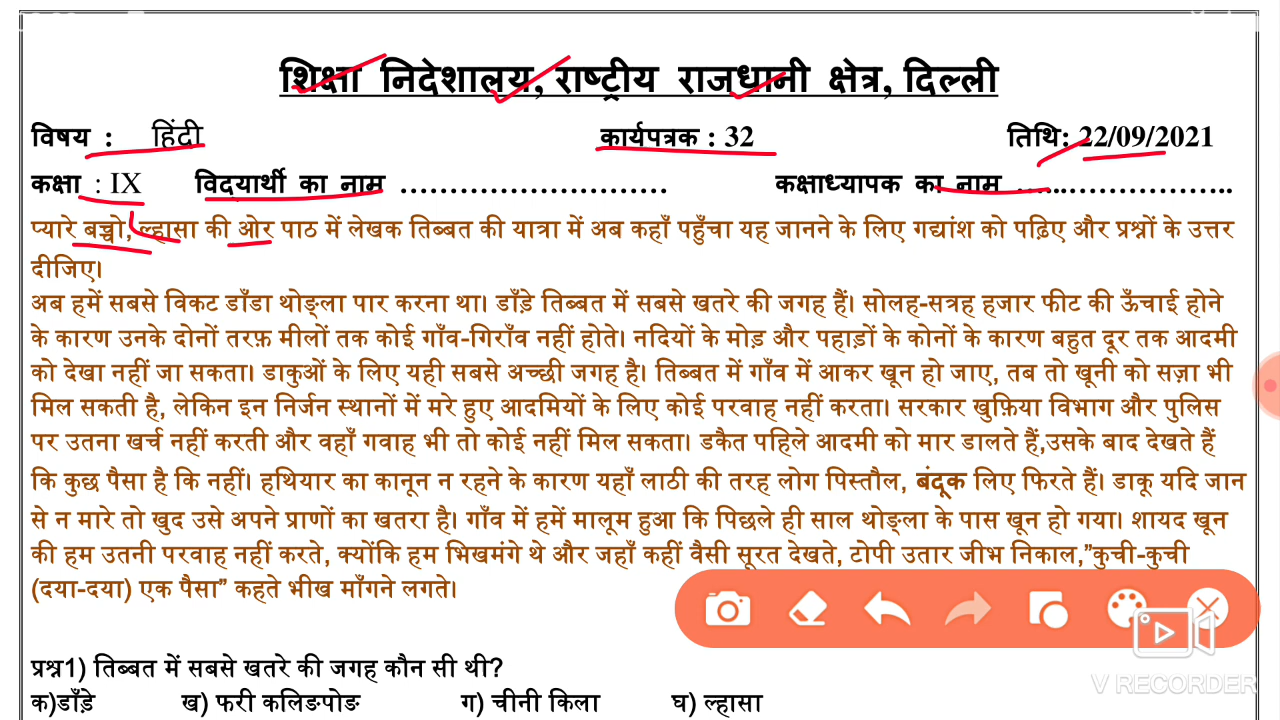 शिक्षा निदेशालय, राष्ट्रीय राजधानी क्षेत्र, दिल्ली
विषय : हिंदी कार्यपत्रक : 32 तिथि: 22/09/2021
कक्षा : IX विद्यार्थी का नाम ………………………… कक्षाध्यापक का नाम …...………………..
प्यारे बच्चो, ल्हासा की ओर पाठ में लेखक तिब्बत की यात्रा में अब कहाँ पहुँचा यह जानने के लिए गद्यांश को पढ़िए और प्रश्नों के उत्तर
दीजिए।
अब हमें सबसे विकट डाँडा थोङ्ला पार करना था। डाँड़े तिब्बत में सबसे खतरे की जगह हैं। सोलह-सत्रह हजार फीट की ऊँचाई होने
के कारण उनके दोनों तरफ़ मीलों तक कोई गाँव-गिराँव नहीं होते। नदियों के मोड़ और पहाड़ों के कोनों के कारण बहुत दूर तक आदमी
को देखा नहीं जा सकता। डाकुओं के लिए यही सबसे अच्छी जगह है। तिब्बत में गाँव में आकर खून हो जाए, तब तो खूनी को सज़ा भी
मिल सकती है, लेकिन इन निर्जन स्थानों में मरे हुए आदमियों के लिए कोई परवाह नहीं करता। सरकार खुफ़िया विभाग और पुलिस
पर उतना खर्च नहीं करती और वहाँ गवाह भी तो कोई नहीं मिल सकता। डकैत पहिले आदमी को मार डालते हैं,उसके बाद देखते हैं
कि कुछ पैसा है कि नहीं। हथियार का कानून न रहने के कारण यहाँ लाठी की तरह लोग पिस्तौल, बंदूक लिए फिरते हैं। डाकू यदि जान
से न मारे तो खुद उसे अपने प्राणों का खतरा है। गाँव में हमें मालूम हुआ कि पिछले ही साल थोङ्ला के पास खून हो गया। शायद खून
की हम उतनी परवाह नहीं करते, क्योंकि हम भिखमंगे थे और जहाँ कहीं वैसी सूरत देखते, टोपी उतार जीभ निकाल,"कुची-कुची
(दया-दया) एक पैसा" कहते भीख माँगने लगते।
प्रश्न1) तिब्बत में सबसे खतरे की जगह कौन सी थी?
क)डाँड़े ख) फरी कलिङपोङ ग) चीनी किला घ) ल्हासा
V RECORDER